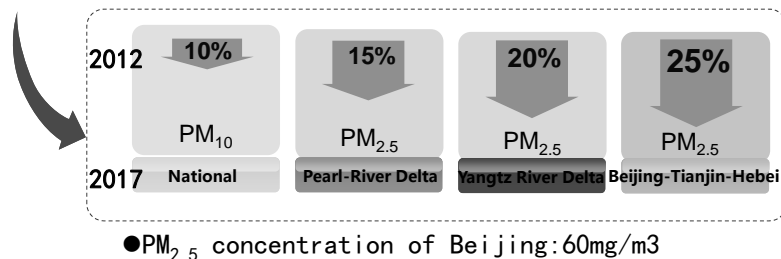 2012 10% 15% 20% 25%
PM10 PM2.5 PM2.5 PM2.5
2017 National Pearl-River Delta Yangtz River Delta Beijing-Tianjin-Hebei
●PM2.5 concentration of Beijing:60mg/m3